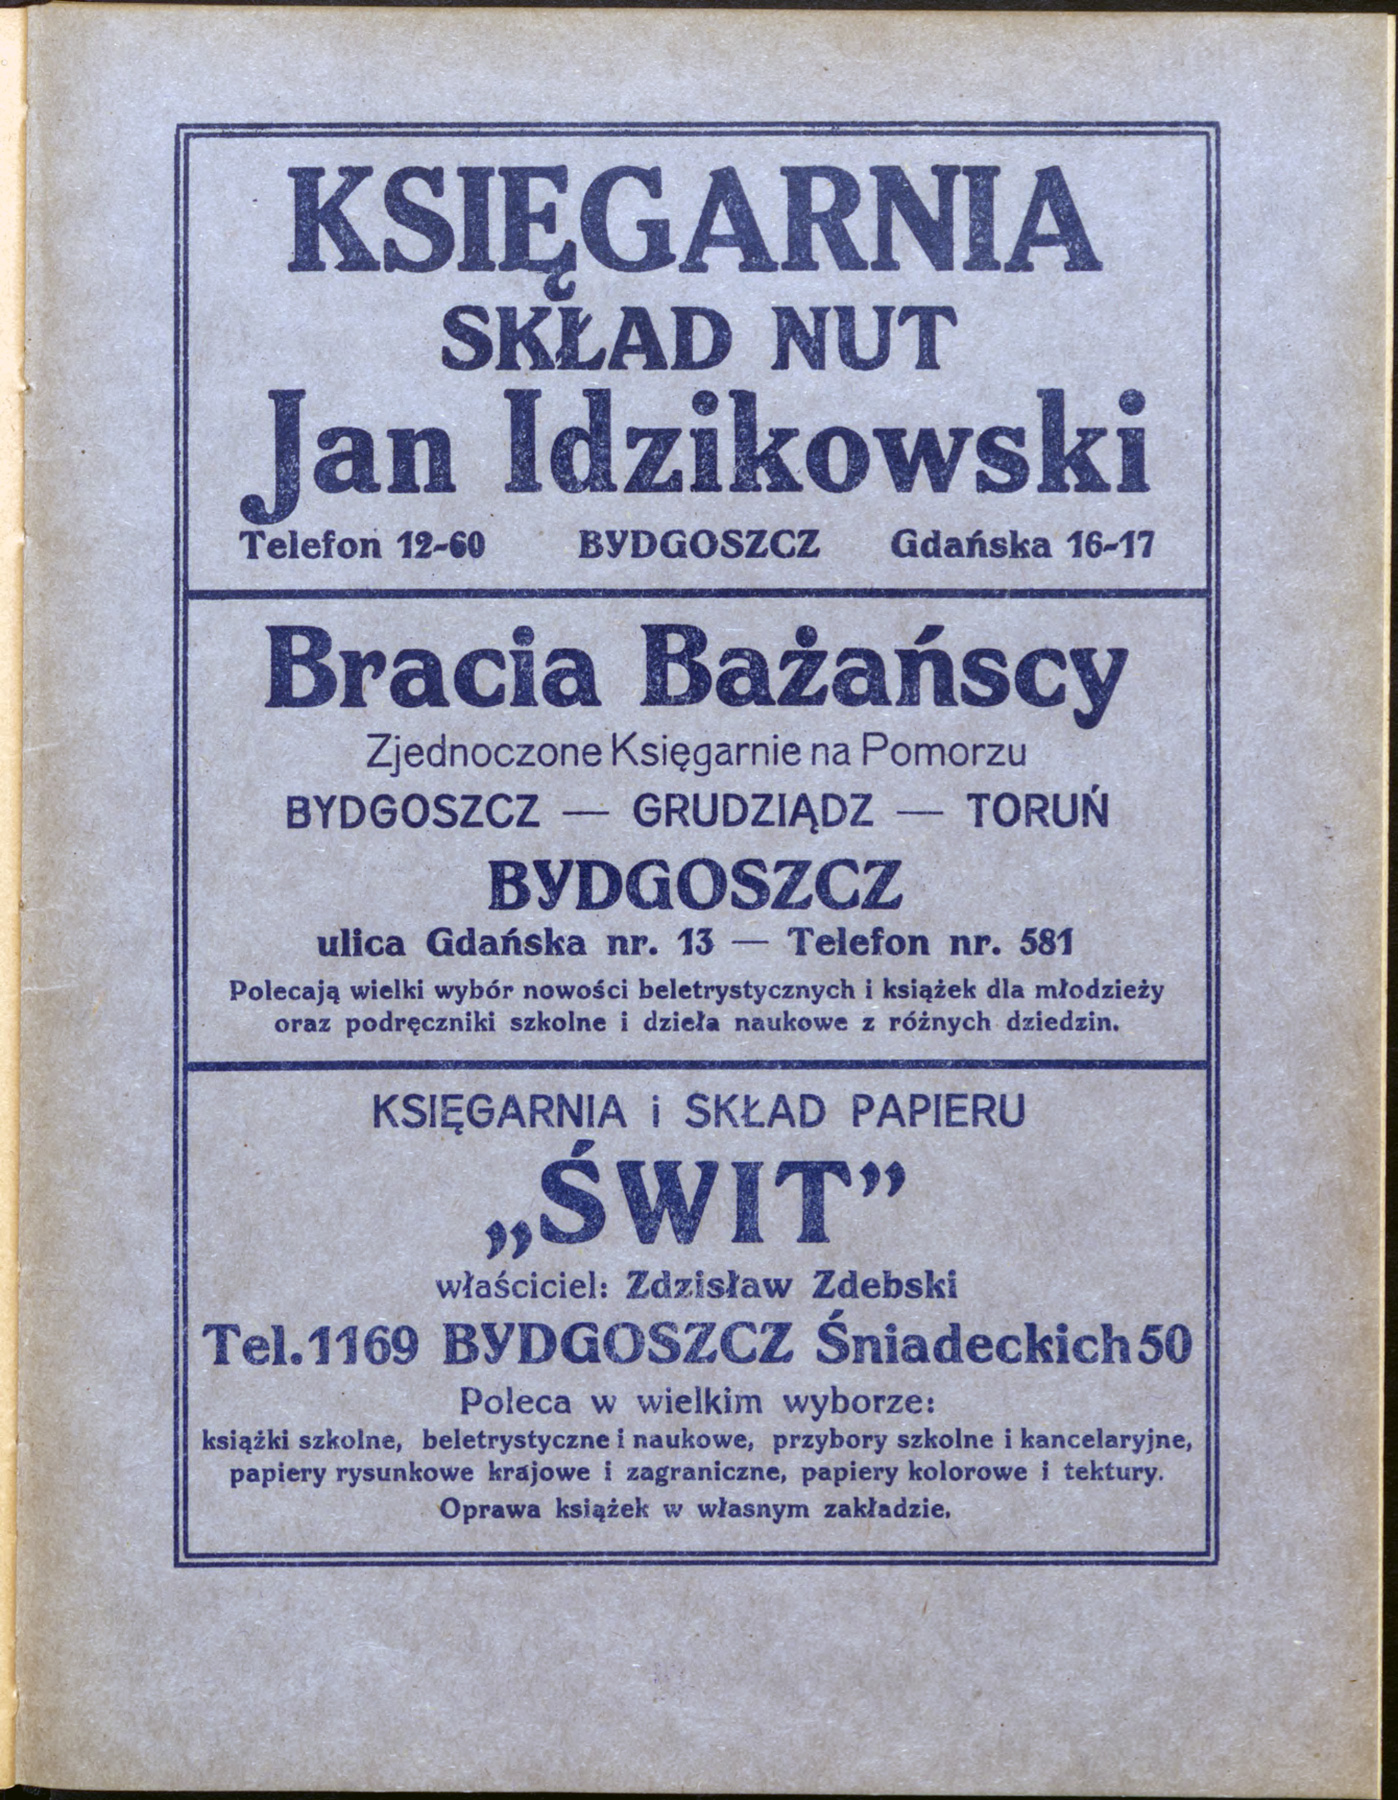 KSIĘGARNIA
SKŁAD NUT
Jan Idzikowski
Telefon 12-60 BYDGOSZCZ Gdańska 16-17
Bracia Bażańscy
Zjednoczone Księgarnie na Pomorzu
BYDGOSZCZ — GRUDZIĄDZ — TORUŃ
BYDGOSZCZ
ulica Gdańska nr. 13 — Telefon nr. 581
Polecają wielki wybór nowości beletrystycznych i książek dla młodzieży
oraz podręczniki szkolne i dzieła naukowe z różnych dziedzin.
KSIĘGARNIA i SKŁAD PAPIERU
„ŚWIT”
właściciel: Zdzisław Zdebski
Tel. 1169 BYDGOSZCZ Śniadeckich 50
Poleca w wielkim wyborze:
książki szkolne, beletrystyczne i naukowe, przybory szkolne i kancelaryjne,
papiery rysunkowe krajowe i zagraniczne, papiery kolorowe i tektury.
Oprawa książek w własnym zakładzie.